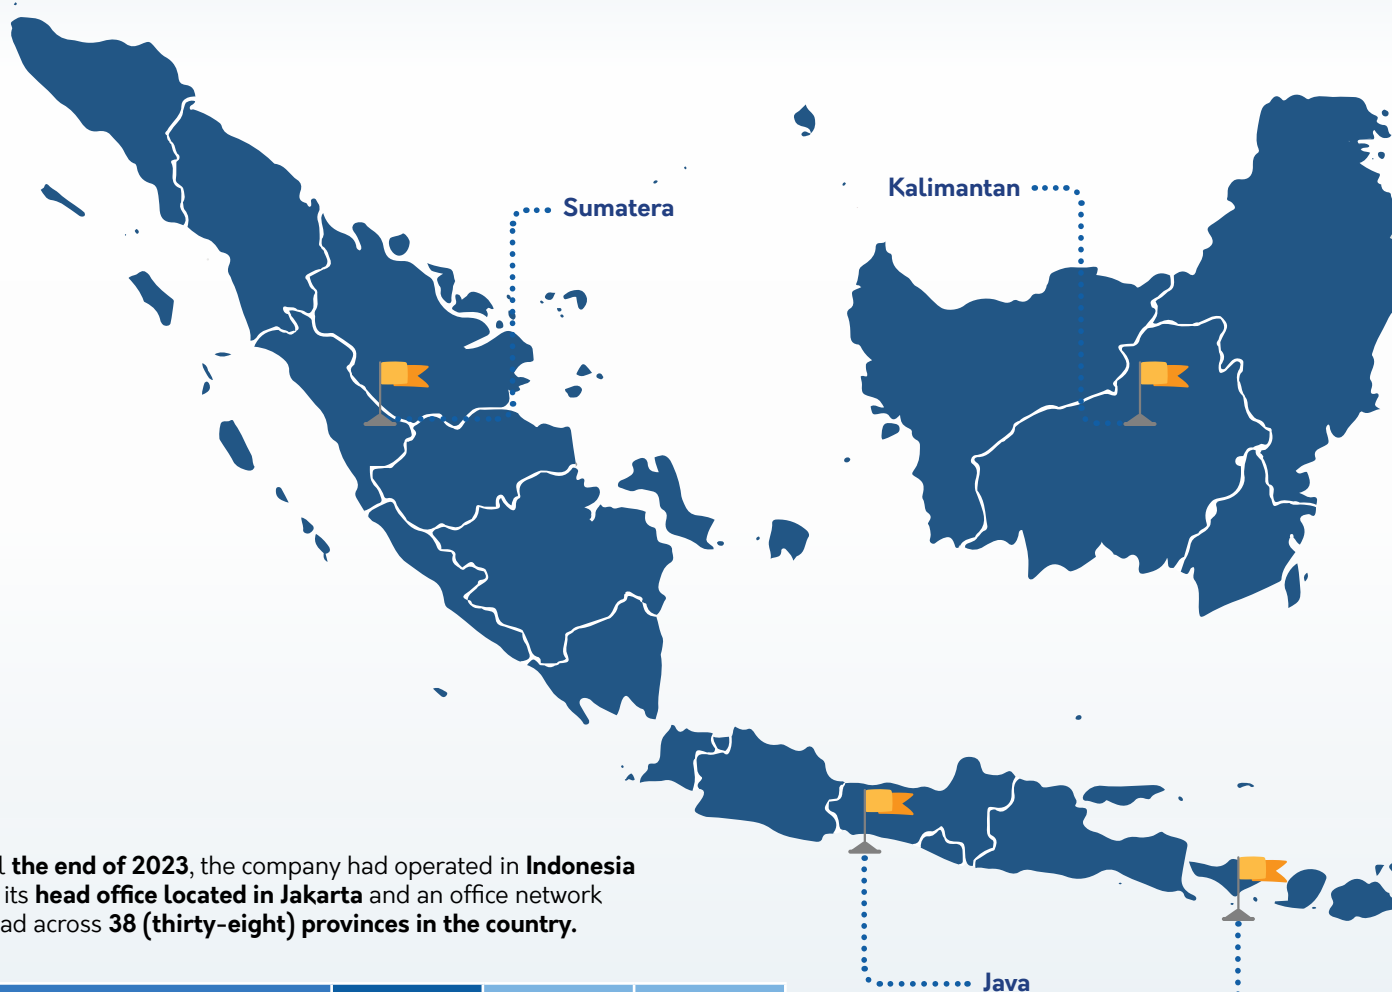 Sumatera
Kalimantan
the end of 2023, the company had operated in Indonesia
its head office located in Jakarta and an office network
across 38 (thirty-eight) provinces in the country.
Java